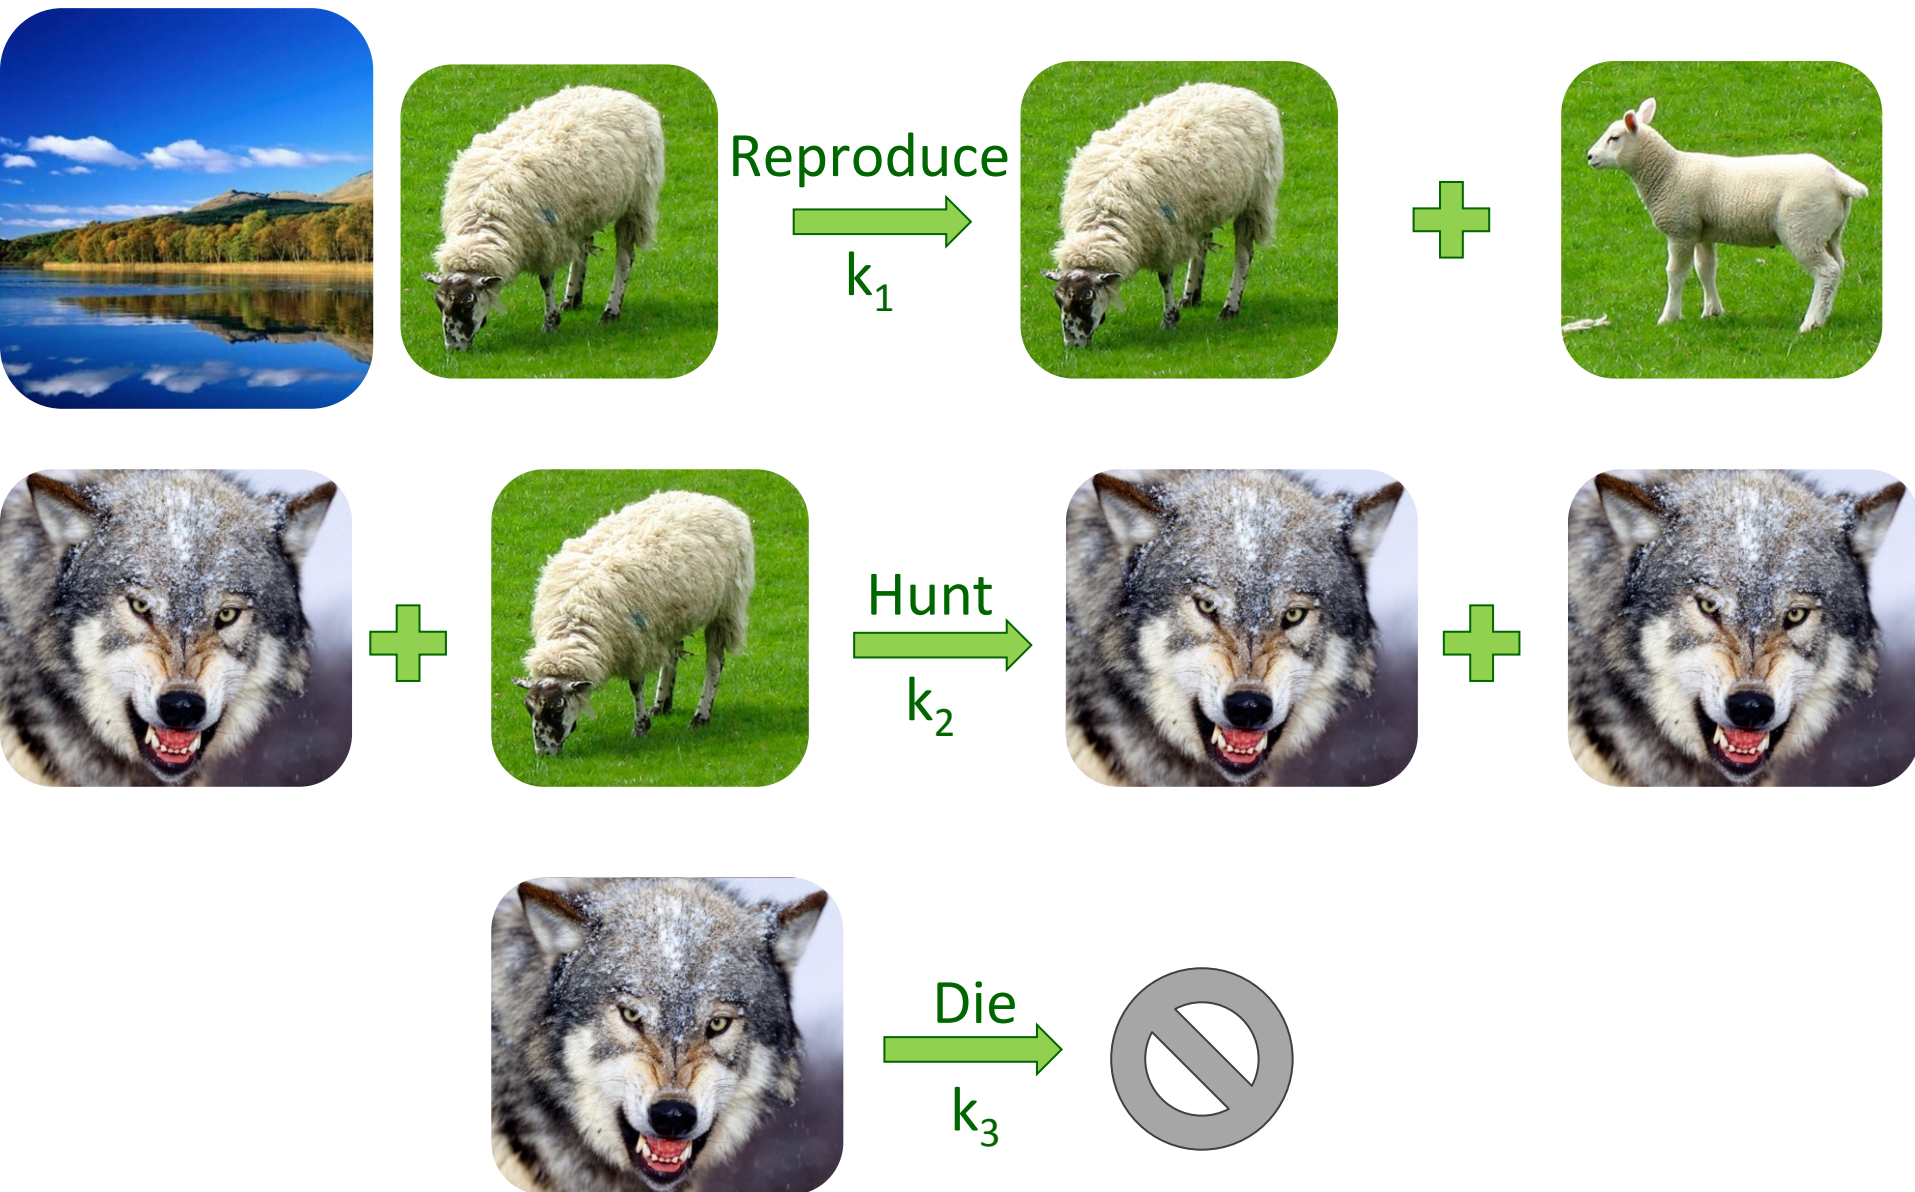 Reproduce
k₁
Hunt
k₂
Die
k₃